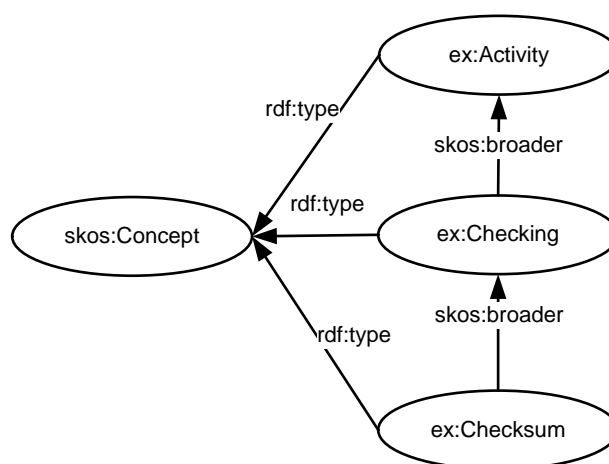 ex:Activity
rdf:type
skos:broader
rdf:type
skos:Concept
ex:Checking
skos:broader
rdf:type
ex:Checksum